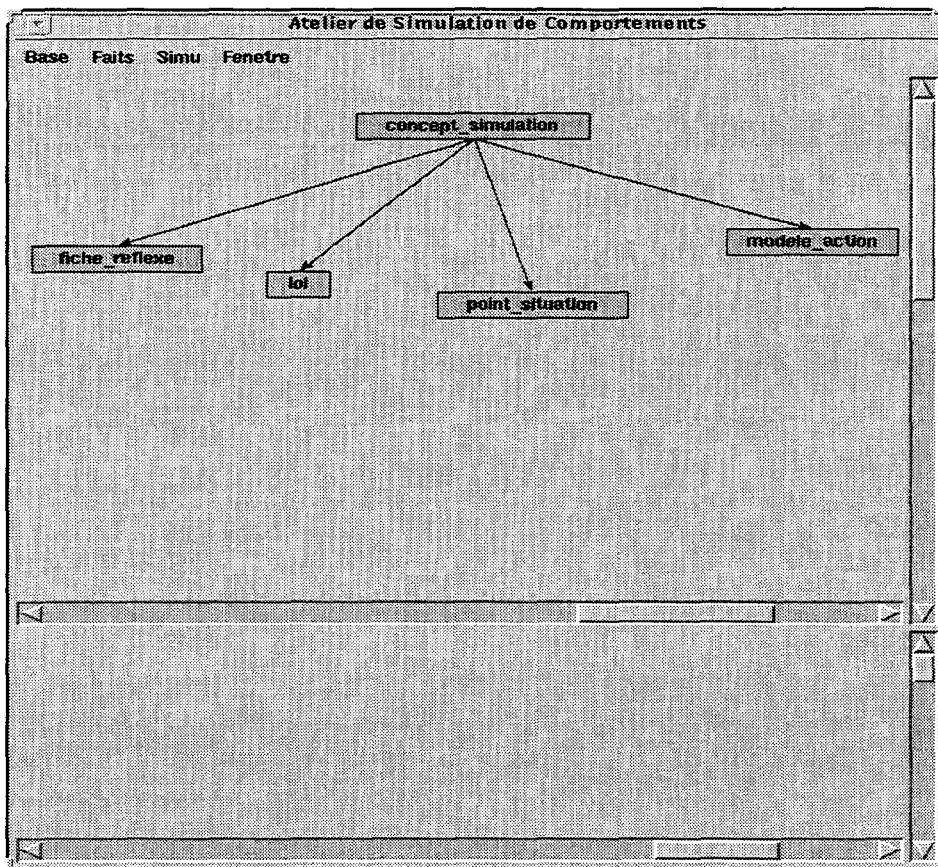 Atelier de Simulation de Comportements
Base Faits Simu Fenetre
concept_simulation
modele_action
fiche_reflexe
loi
point_situation